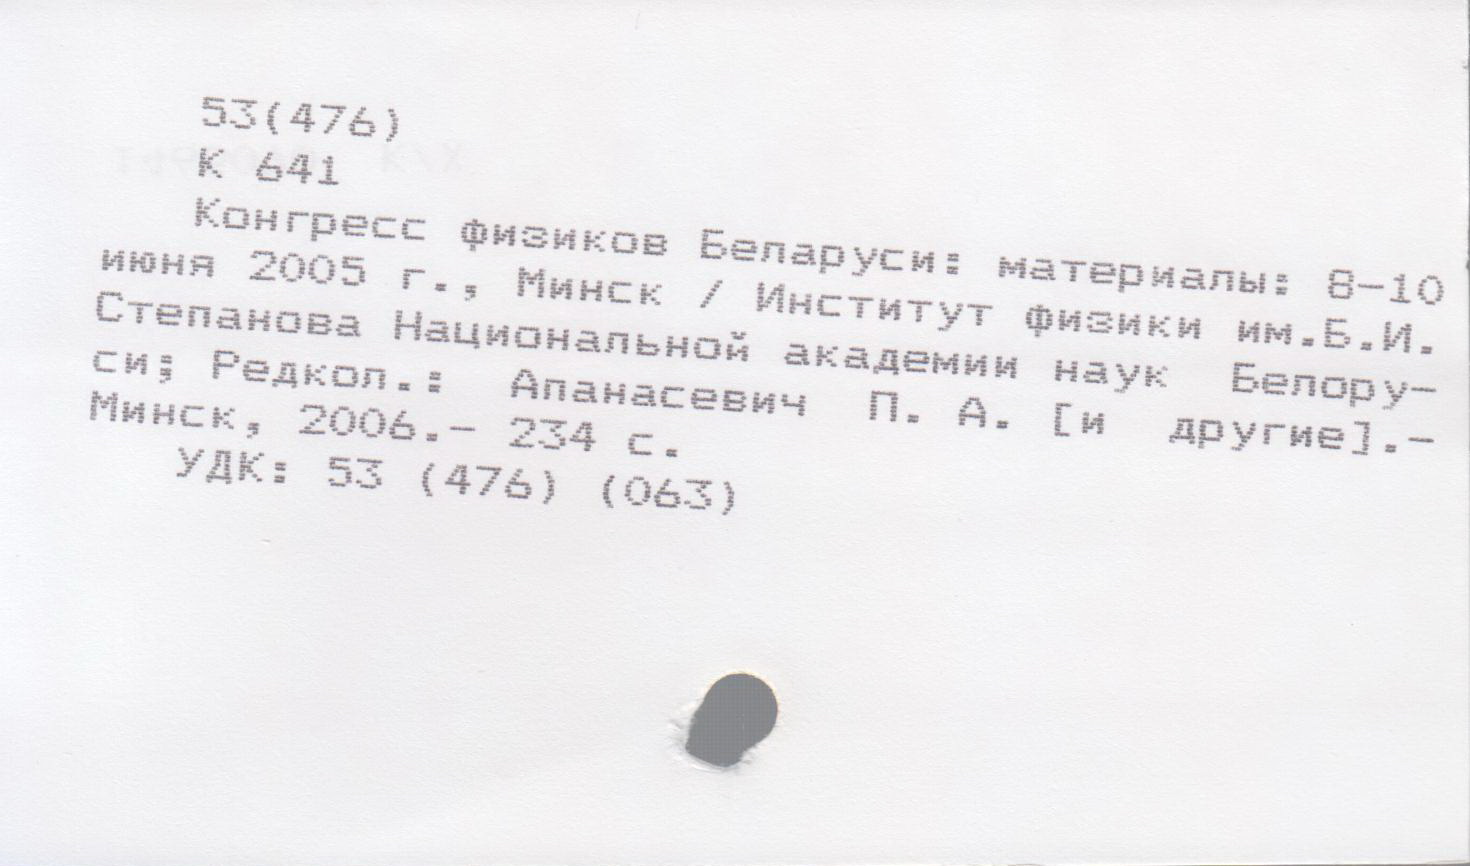 53(476)
К 641
Конгресс физиков Беларуси: материалы: 8-10
июня 2005 г., Минск / Институт физики им.Б.И.
Степанова Национальной академии наук Белору-
си; Редкол.: Апанасевич П. А. [и другие].-
Минск, 2006.- 234 с.
УДК: 53 (476) (063)